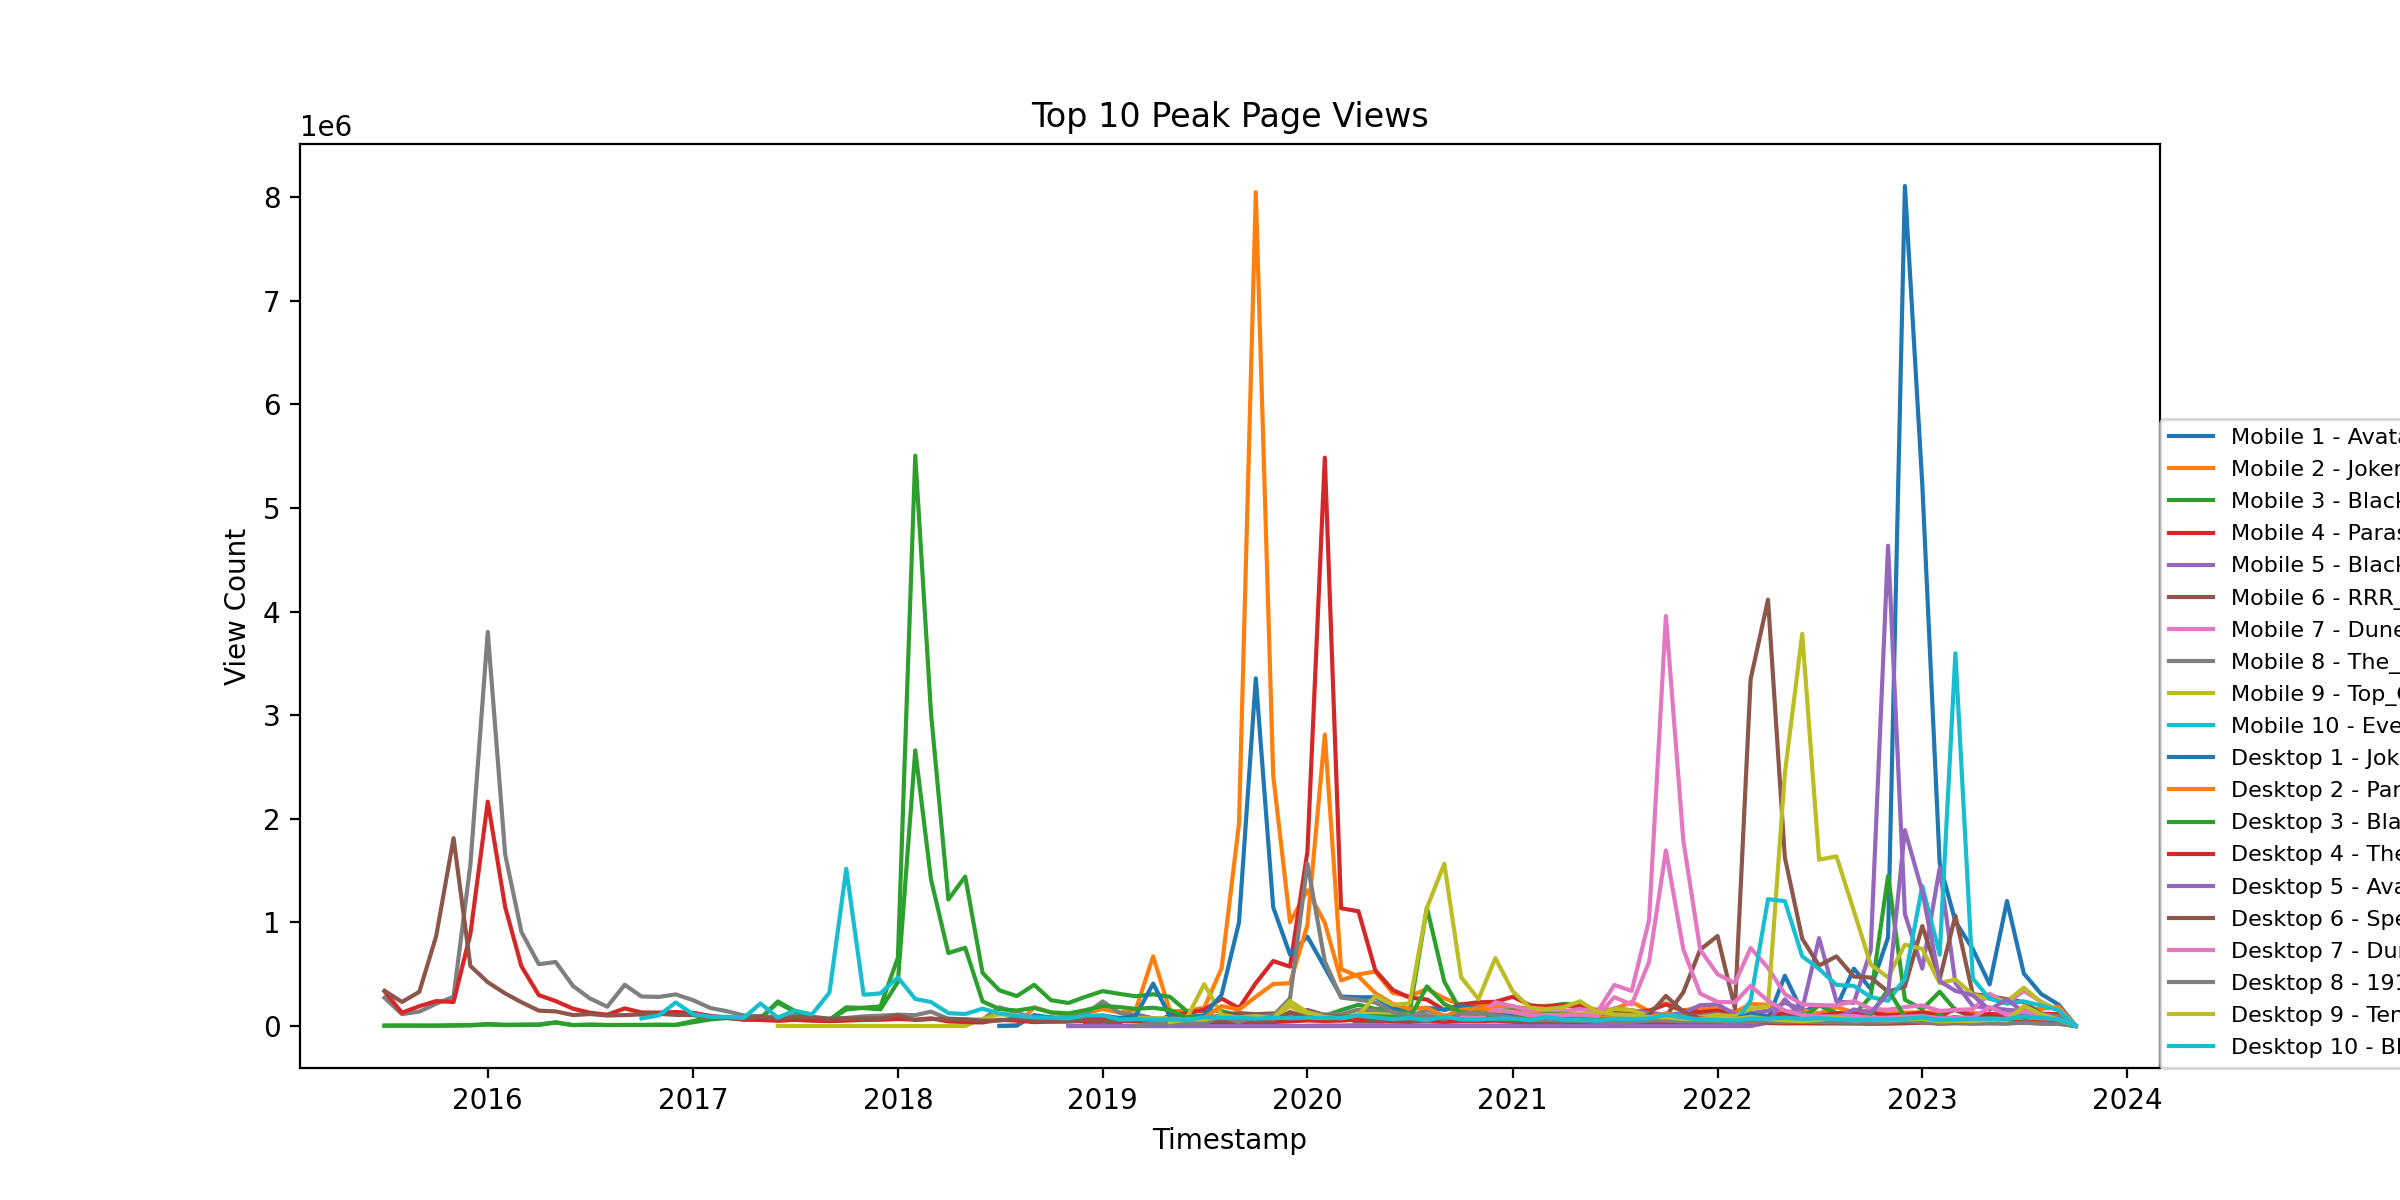 Top 10 Peak Page Views
1e6
8
7
6
5
4
3
2
1
0
View Count
2016 2017 2018 2019 2020 2021 2022 2023 2024
Timestamp
Mobile 1 - Avata
Mobile 2 - Joker
Mobile 3 - Black
Mobile 4 - Paras
Mobile 5 - Black
Mobile 6 - RRR_
Mobile 7 - Dune
Mobile 8 - The_
Mobile 9 - Top_
Mobile 10 - Eve
Desktop 1 - Jok
Desktop 2 - Par
Desktop 3 - Bla
Desktop 4 - The
Desktop 5 - Ava
Desktop 6 - Spe
Desktop 7 - Du
Desktop 8 - 191
Desktop 9 - Ten
Desktop 10 - Bl